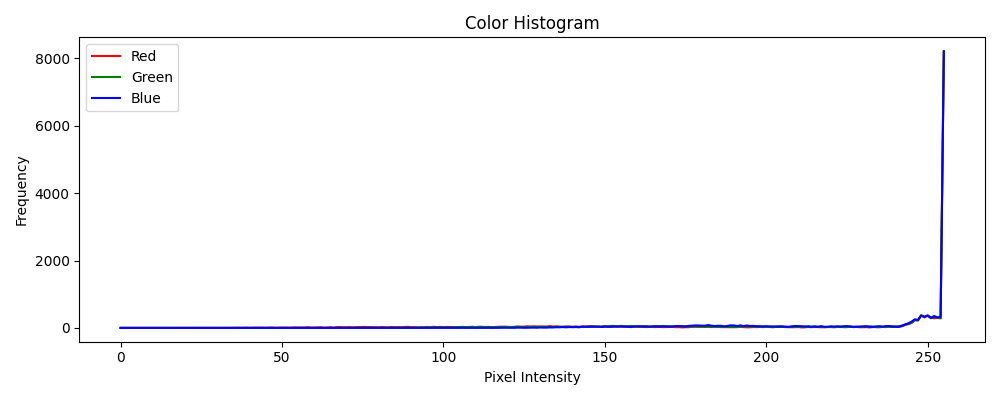 Color Histogram
Red
Green
Blue
Frequency
8000
6000
4000
2000
0
0 50 100 150 200 250
Pixel Intensity